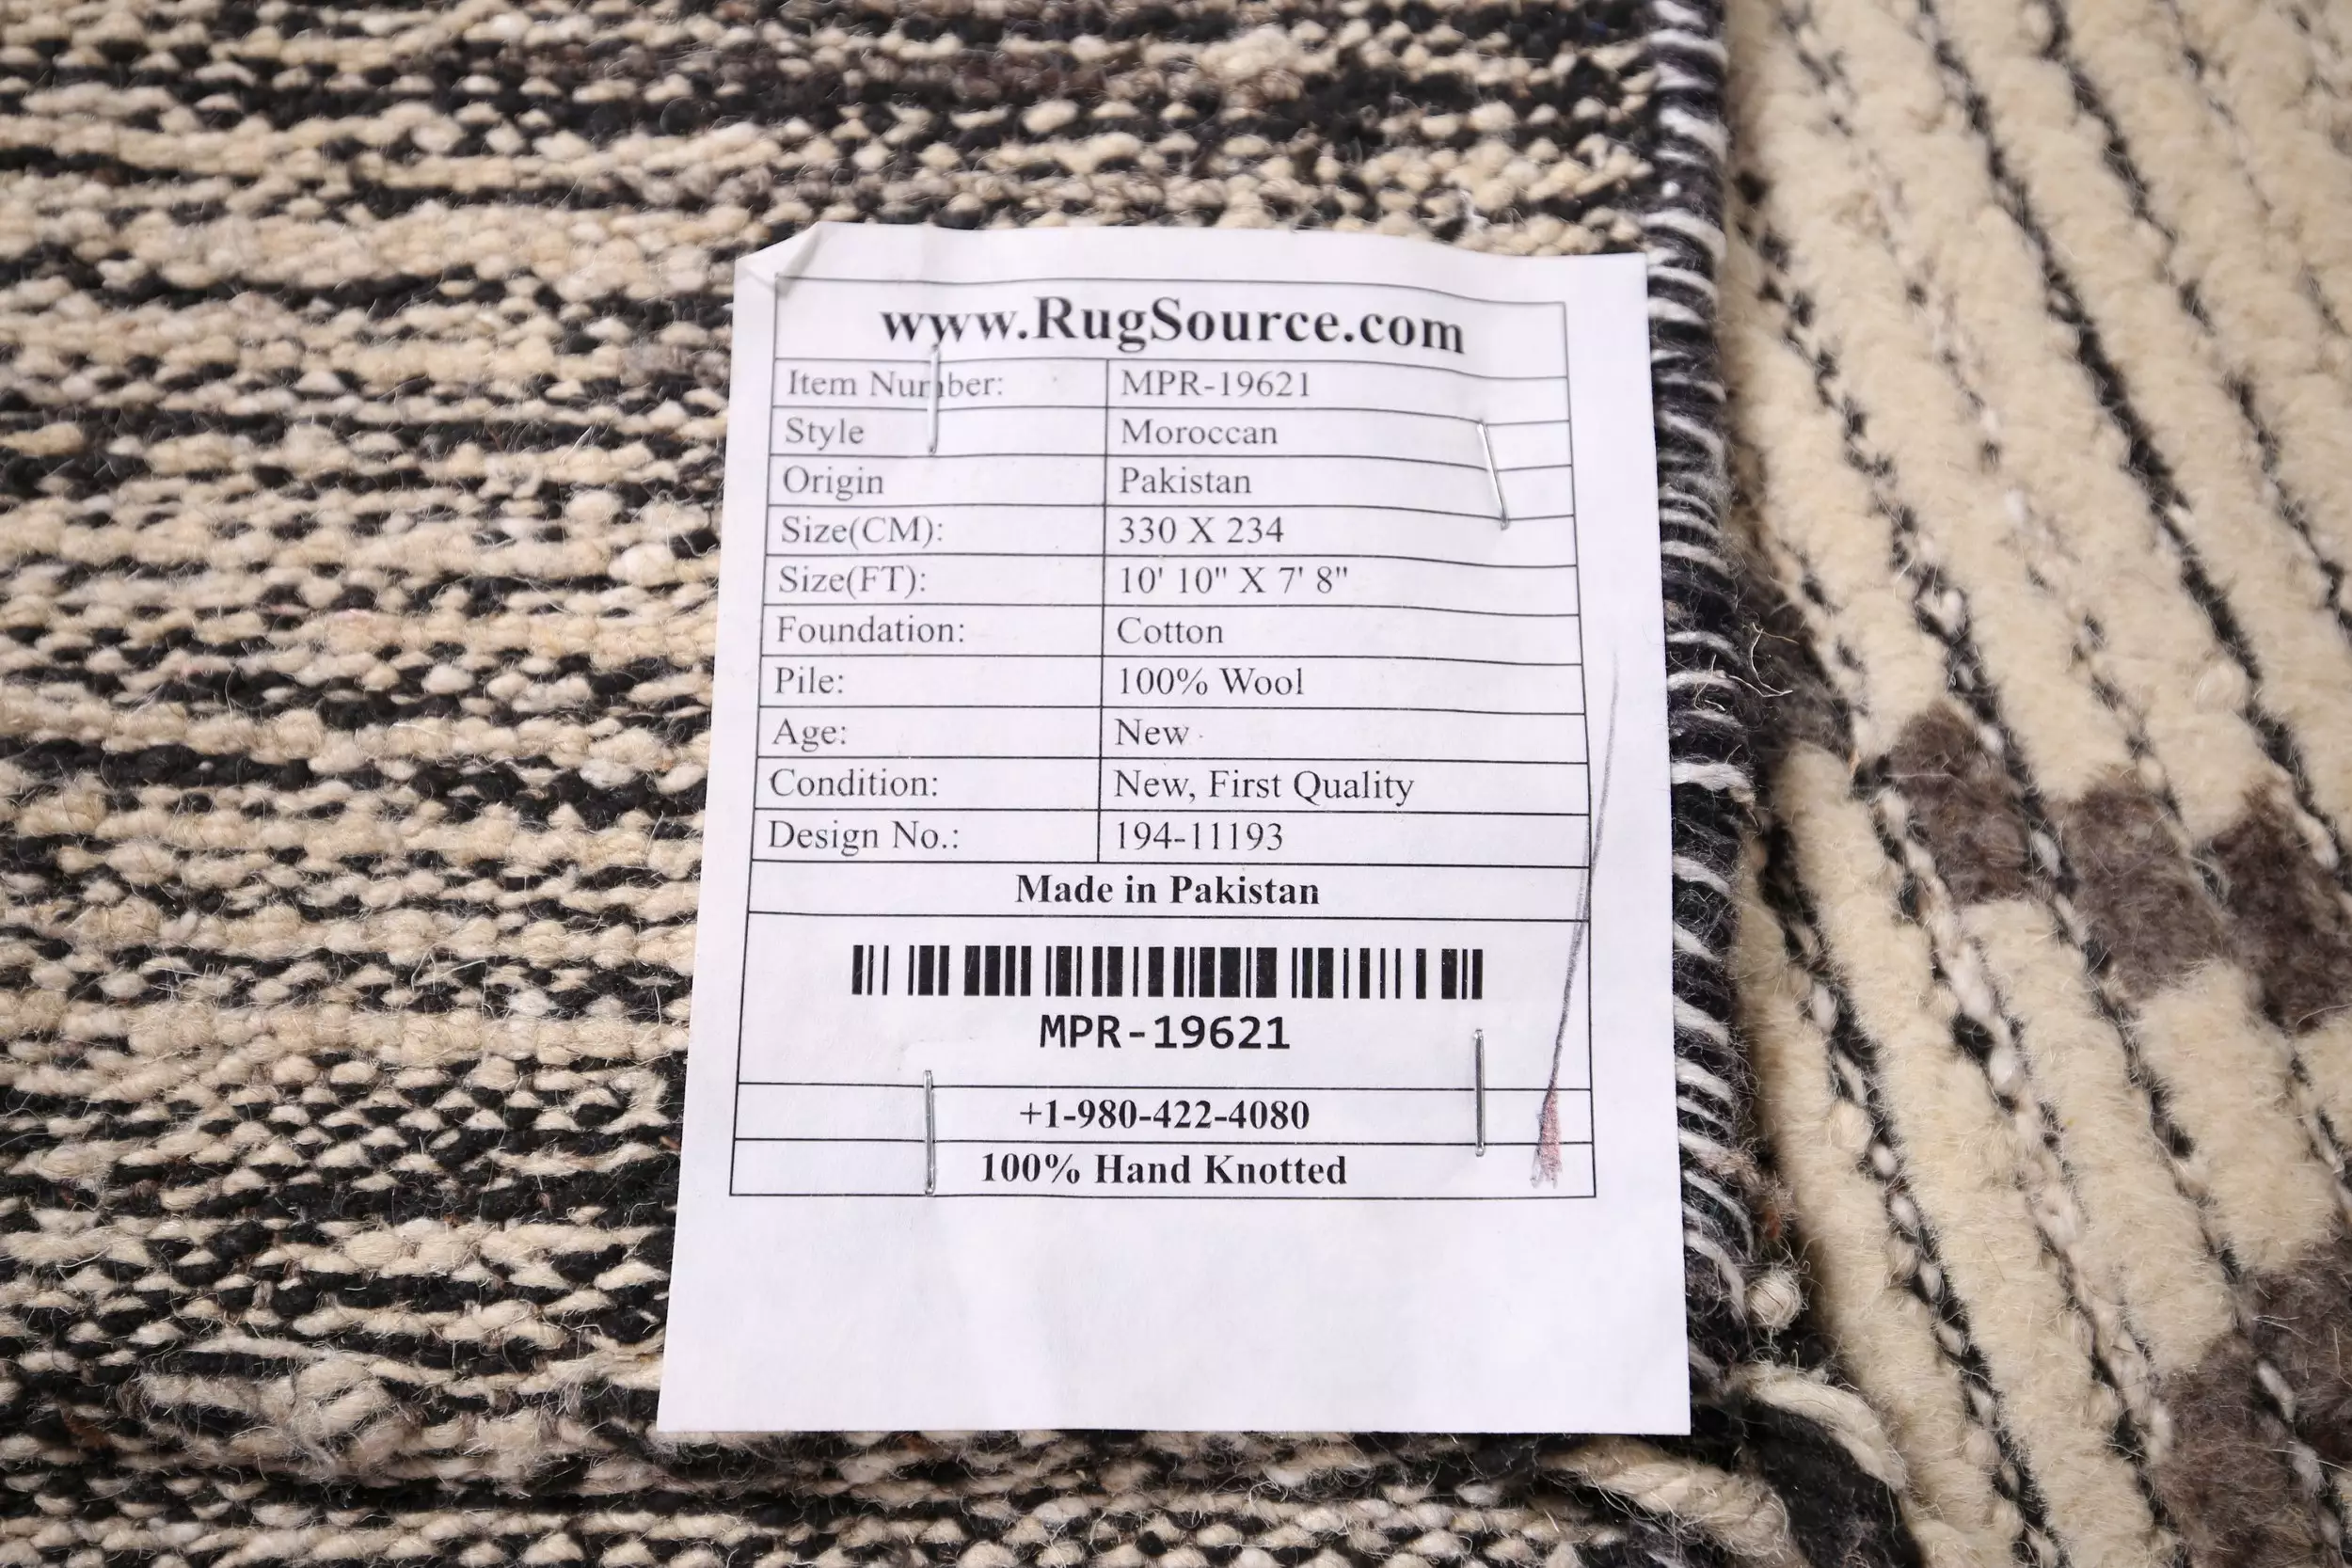 www.RugSource.com
Item Number: MPR-19621
Style Moroccan
Origin Pakistan
Size(CM): 330 X 234
Size(FT): 10' 10" X 7' 8"
Foundation: Cotton
Pile: 100% Wool
Age: New
Condition: New, First Quality
Design No.: 194-11193
Made in Pakistan
MPR-19621
+1-980-422-4080
100% Hand Knotted